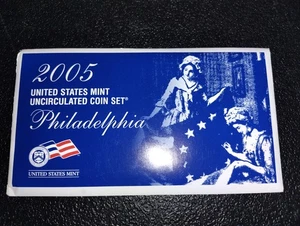 2005
UNITED STATES MINT
UNCIRCULATED COIN SET®
Philadelphia
UNITED STATES MINT